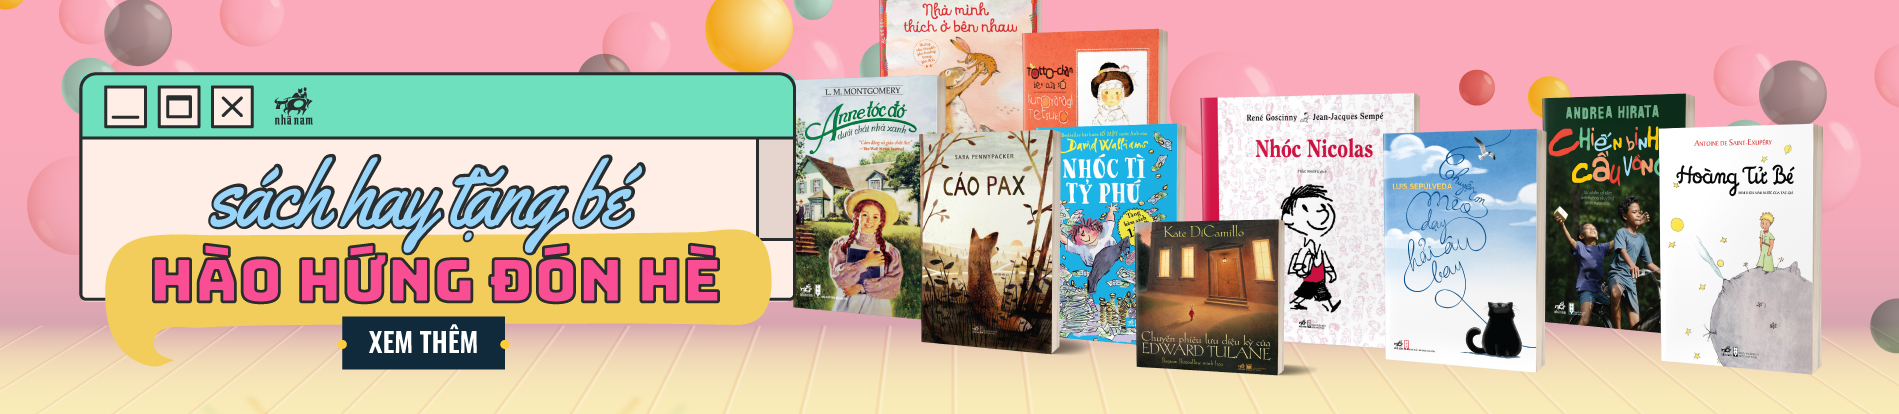 nhã nam
sách hay tặng bé
HÀO HỨNG ĐÓN HÈ
XEM THÊM
Nhà mình
thích ở bên nhau
TOTTO-CHAN
KUROYANAGI
TETSUKO
L. M. MONTGOMERY
Anne tóc đỏ
dưới chái nhà xanh
SARA PENNYPACKER
CÁO PAX
David Walliams
NHÓC TÌ
TỶ PHÚ
Kate DiCamillo
Chuyện phiêu lưu diệu kỳ của
EDWARD TULANE
René Goscinny
Jean-Jacques Sempé
Nhóc Nicolas
LUIS SEPÚLVEDA
Chuyện con
mèo
dạy
hải âu
bay
ANDREA HIRATA
Chiến binh
Cầu Vồng
ANTOINE DE SAINT-EXUPÉRY
Hoàng Tử Bé